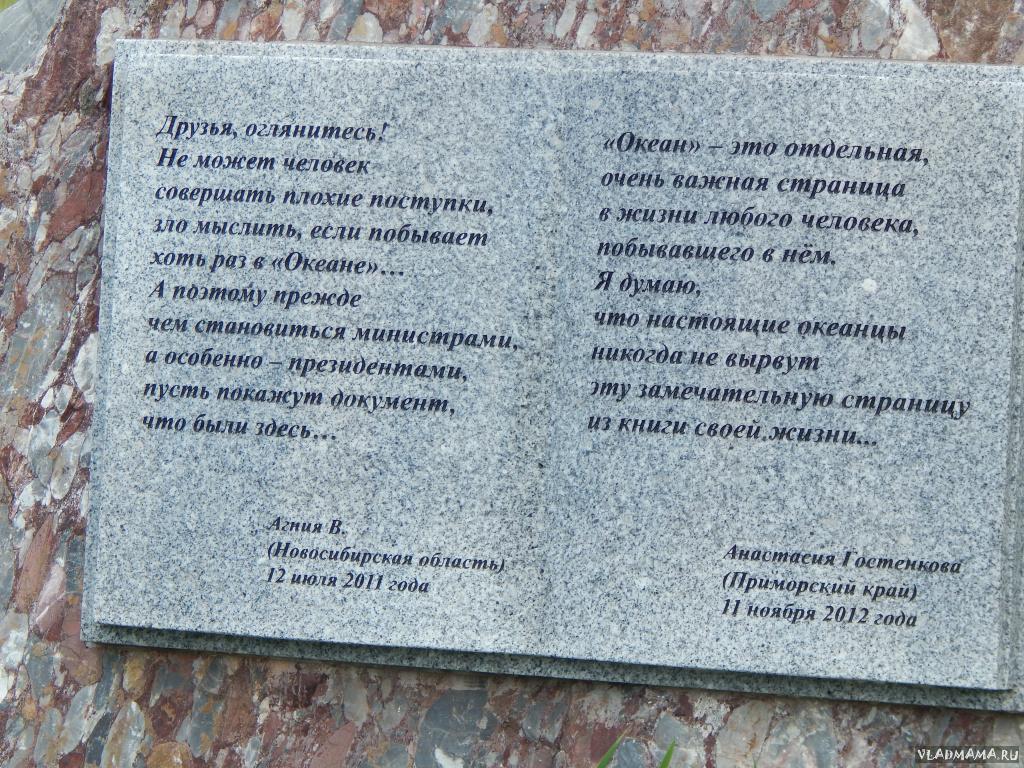 Друзья, оглянитесь!
Не может человек
совершать плохие поступки,
зло мыслить, если побывает
хоть раз в «Океане»...
А поэтому прежде
чем становиться министрами,
а особенно – президентами,
пусть покажут документ,
что были здесь...
Агния В.
(Новосибирская область)
12 июля 2011 года
«Океан» – это отдельная,
очень важная страница
в жизни любого человека,
побывавшего в нём.
Я думаю,
что настоящие океанцы
никогда не вырвут
эту замечательную страницу
из книги своей жизни...
Анастасия Гостенкова
(Приморский край)
11 ноября 2012 года
VLADMAMA.RU